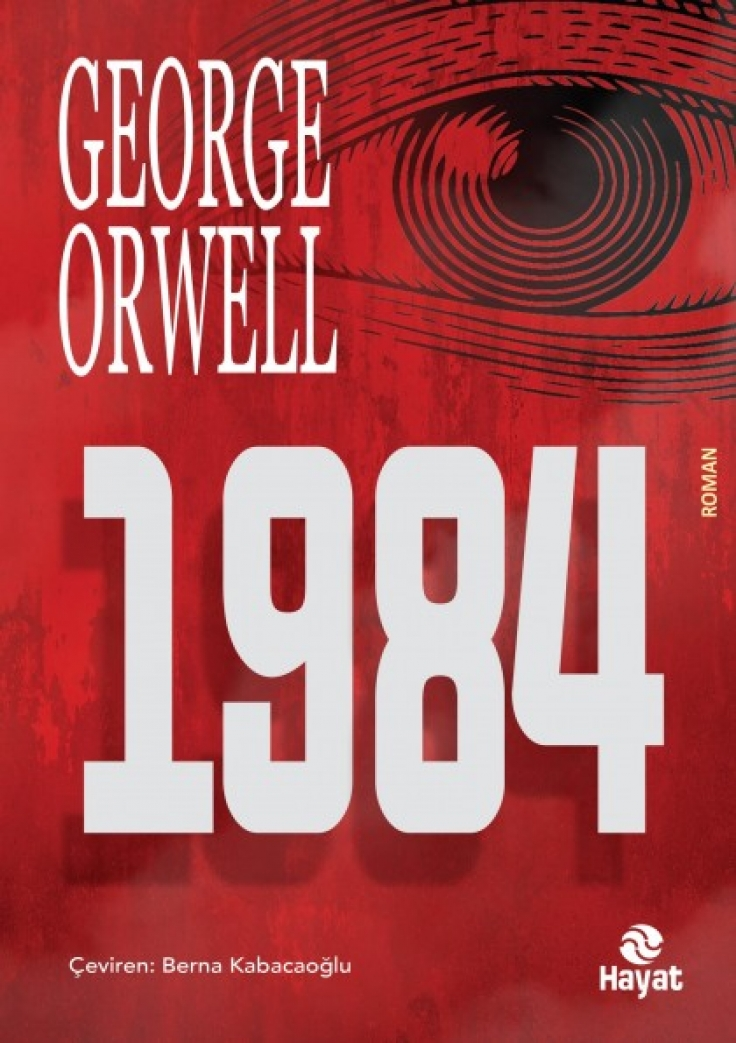 GEORGE
ORWELL
1984
ROMAN
Çeviren: Berna Kabacaoğlu
Hayat